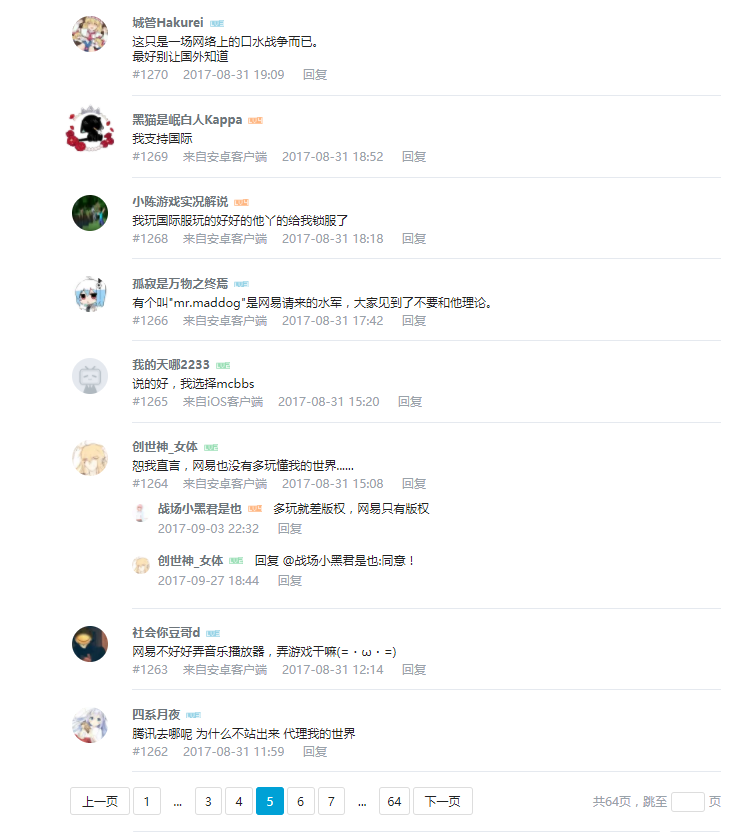 城管Hakurei
这只是一场网络上的口水战争而已。
最好别让国外知道
#1270 2017-08-31 19:09 回复
黑猫是岷白人Kappa
我支持国际
#1269 来自安卓客户端 2017-08-31 18:52 回复
小陈游戏实况解说
我玩国际服玩的好好的他丫的给我锁服了
#1268 来自安卓客户端 2017-08-31 18:18 回复
孤寂是万物之终焉
有个叫"mr.maddog"是网易请来的水军，大家见到了不要和他理论。
#1266 来自安卓客户端 2017-08-31 17:42 回复
我的天哪2233
说的好，我选择mcbbs
#1265 来自iOS客户端 2017-08-31 15:20 回复
创世神_女体
恕我直言，网易也没有多玩懂我的世界......
#1264 来自安卓客户端 2017-08-31 15:08 回复
战场小黑君是也 多玩就差版权，网易只有版权
2017-09-03 22:32 回复
创世神_女体 回复 @战场小黑君是也:同意！
2017-09-27 18:44 回复
社会你豆哥d
网易不好好弄音乐播放器，弄游戏干嘛(=・ω・=)
#1263 来自安卓客户端 2017-08-31 12:14 回复
四系月夜
腾讯去哪呢 为什么不站出来 代理我的世界
#1262 2017-08-31 11:59 回复
上一页 1 ... 3 4 5 6 7 ... 64 下一页 共64页，跳至 页